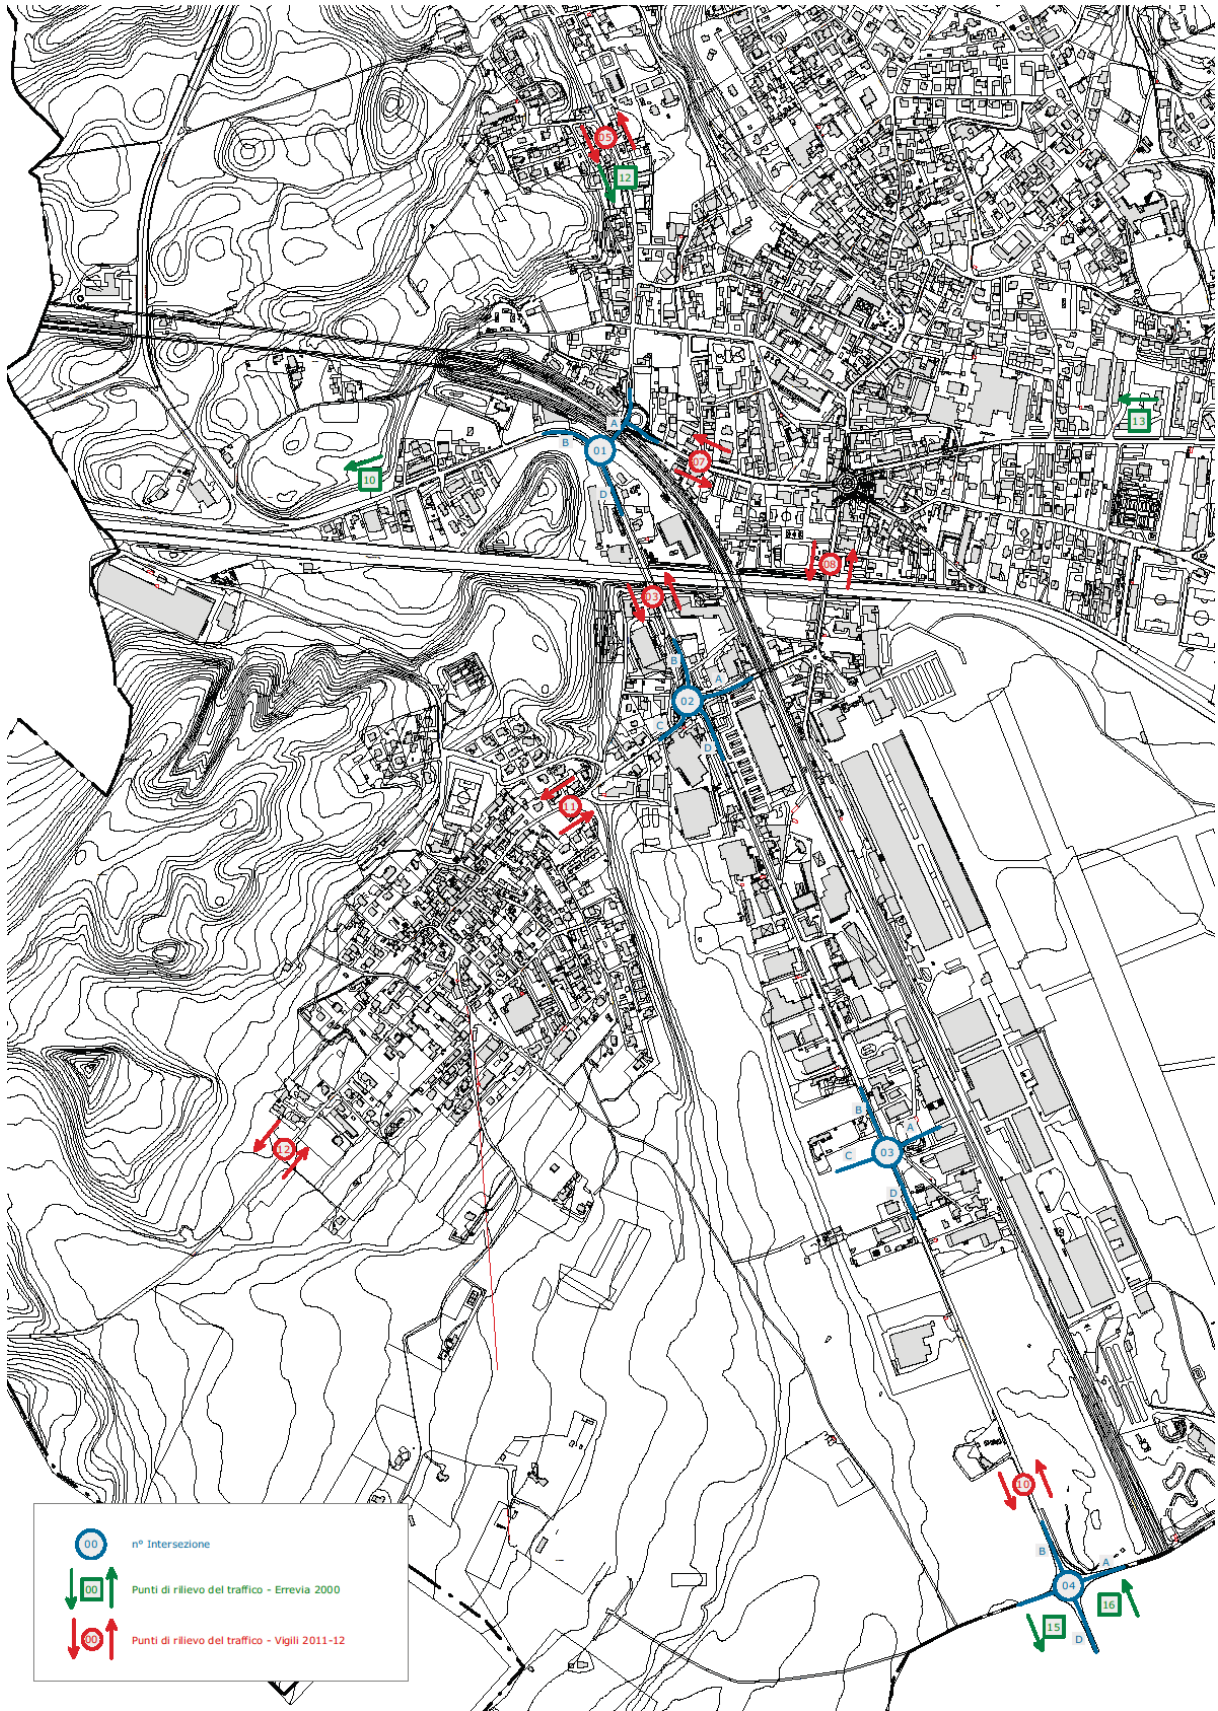 05
12
13
A
B
01
07
10
D
08
03
B
A
02
C
D
11
B
A
03
C
12
D
10
B
A
04
16
15
D
00 n° Intersezione
00 Punti di rilievo del traffico - Errevia 2000
00 Punti di rilievo del traffico - Vigili 2011-12